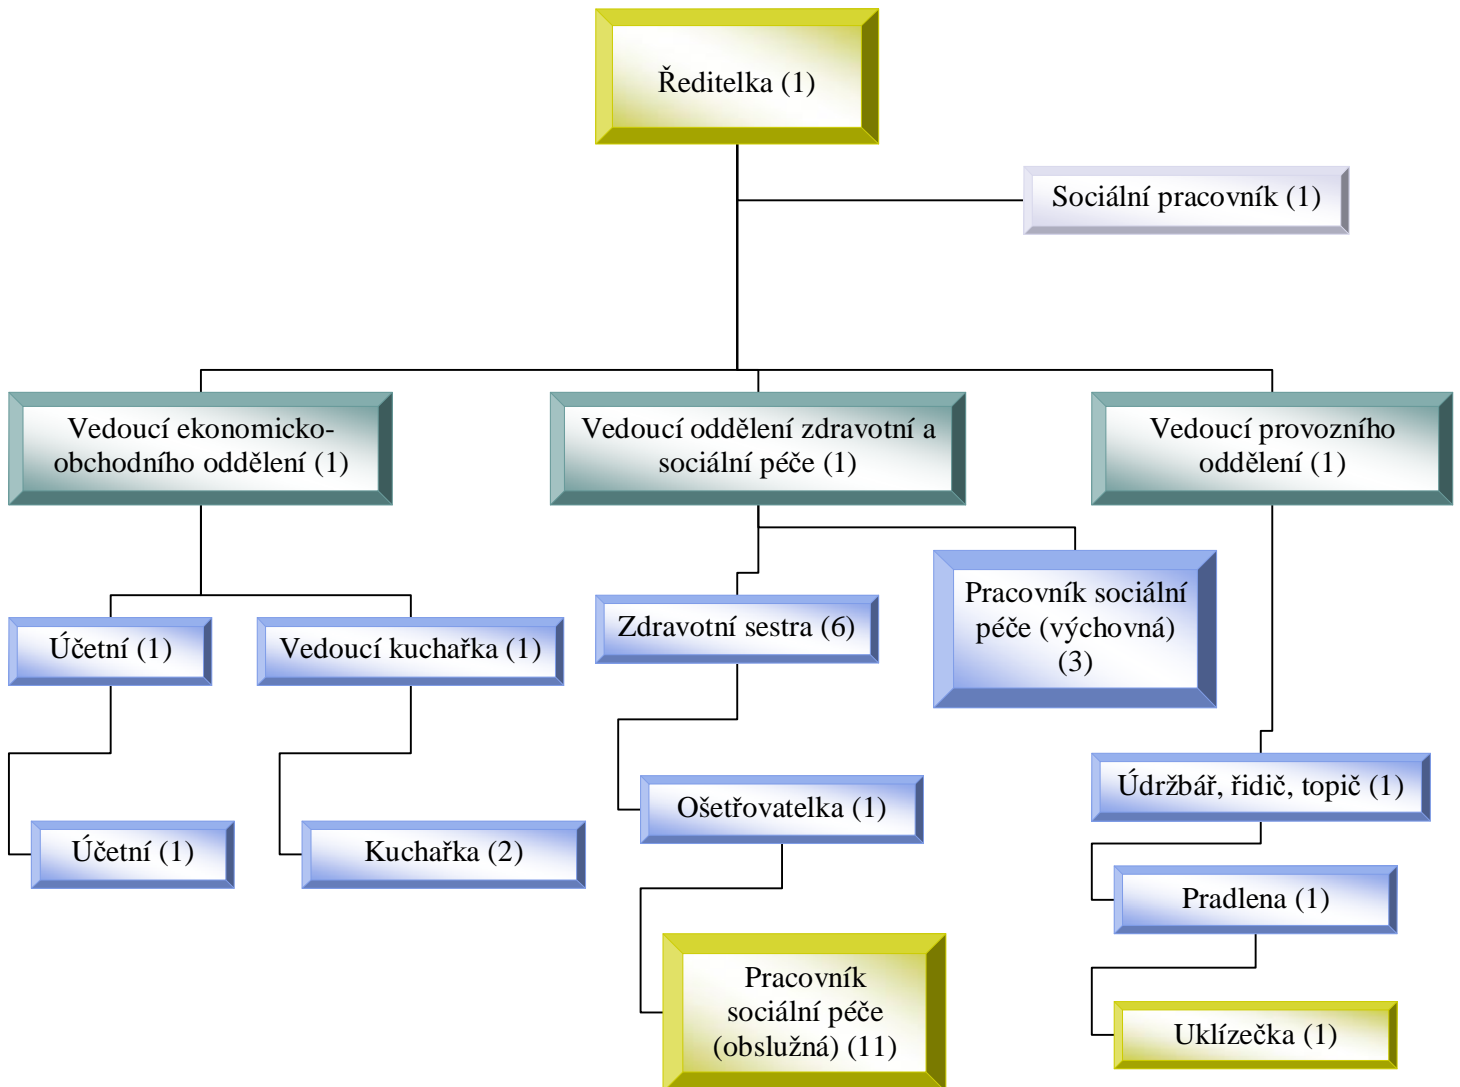 Ředitelka (1)
Sociální pracovník (1)
Vedoucí ekonomicko-
obchodního oddělení (1)
Vedoucí oddělení zdravotní a
sociální péče (1)
Vedoucí provozního
oddělení (1)
Účetní (1)
Vedoucí kuchařka (1)
Zdravotní sestra (6)
Pracovník sociální
péče (výchovná)
(3)
Účetní (1)
Kuchařka (2)
Ošetřovatelka (1)
Údržbář, řidič, topič (1)
Pradlena (1)
Pracovník
sociální péče
(obslužná) (11)
Uklízečka (1)